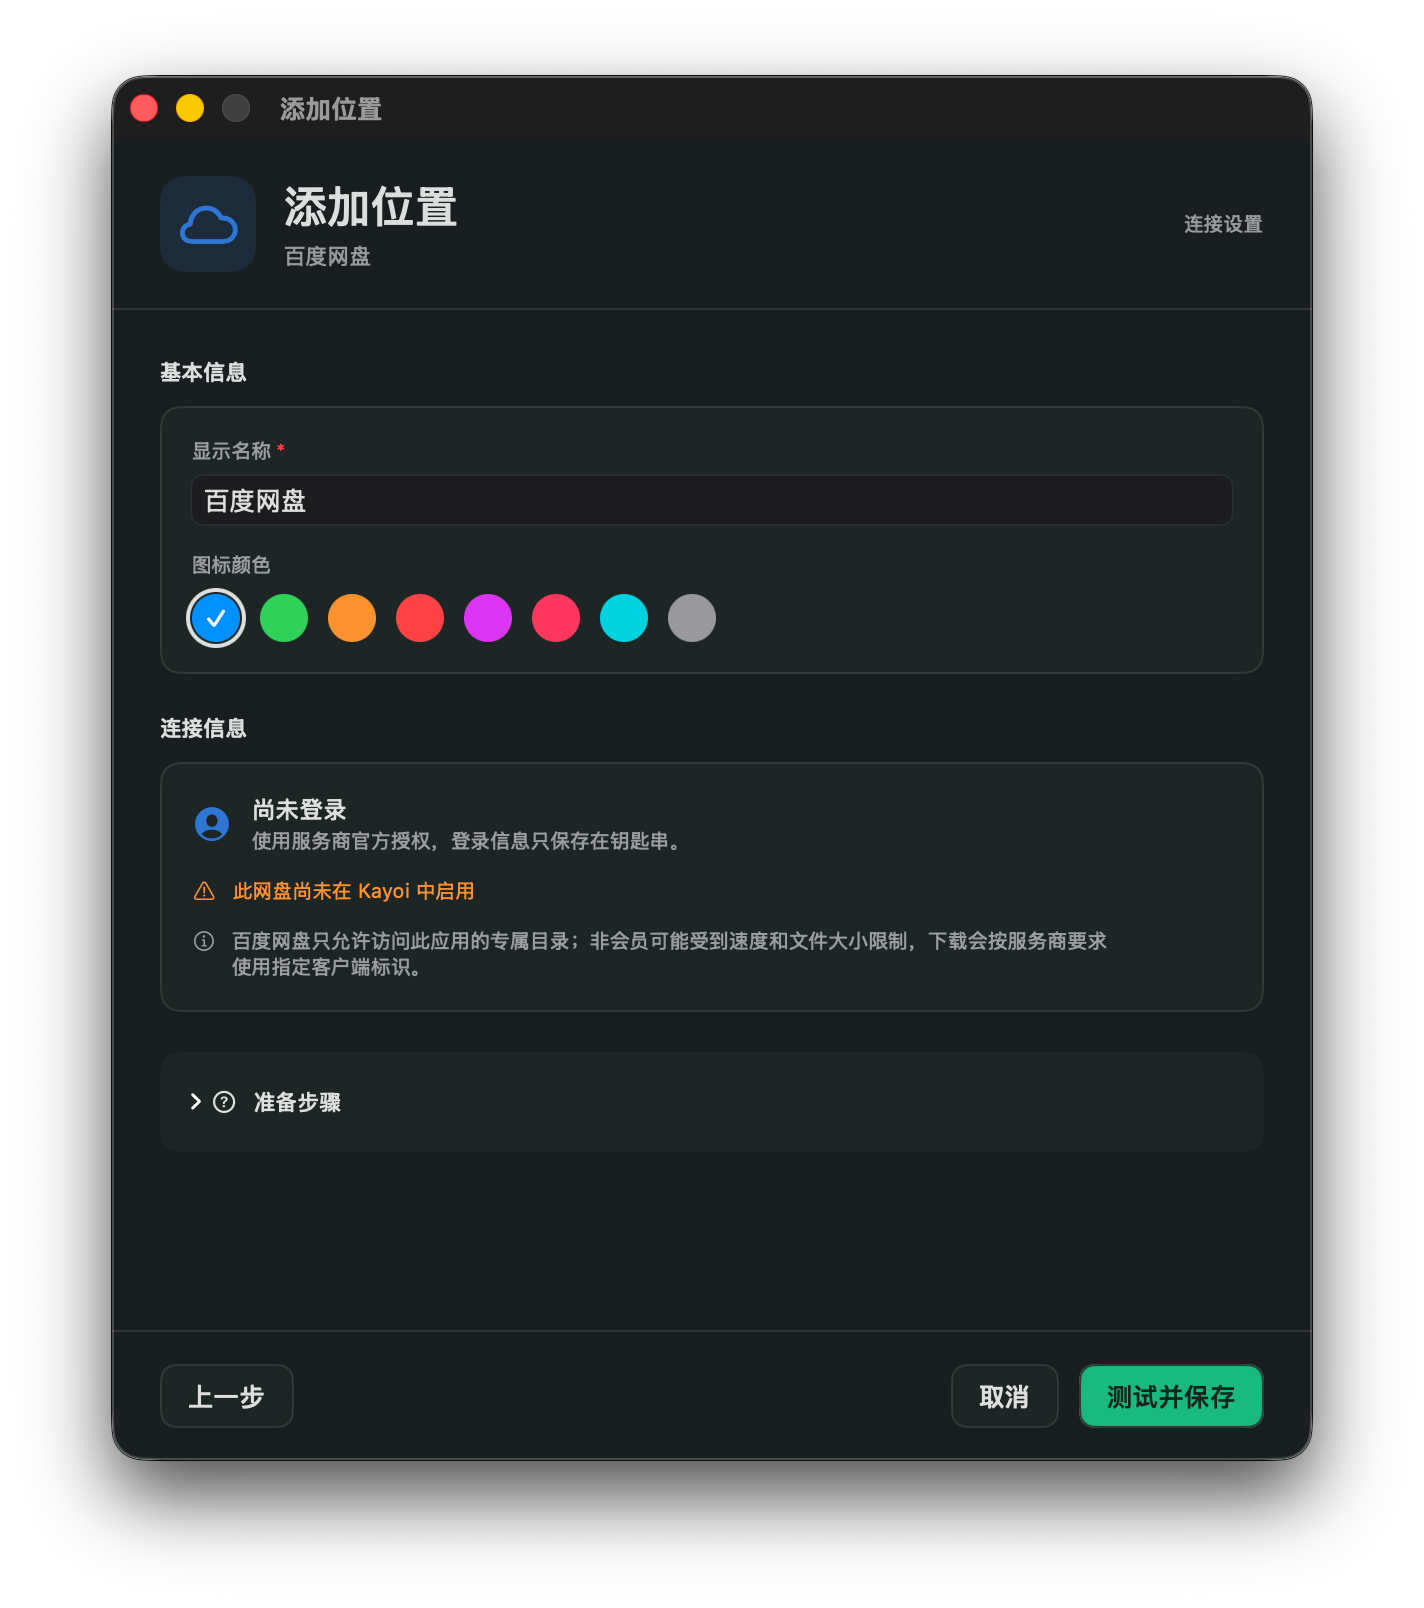 添加位置
添加位置
百度网盘
连接设置
基本信息
显示名称 *
百度网盘
图标颜色
连接信息
尚未登录
使用服务商官方授权，登录信息只保存在钥匙串。
此网盘尚未在 Kayoi 中启用
百度网盘只允许访问此应用的专属目录；非会员可能受到速度和文件大小限制，下载会按服务商要求
使用指定客户端标识。
准备步骤
上一步
取消
测试并保存